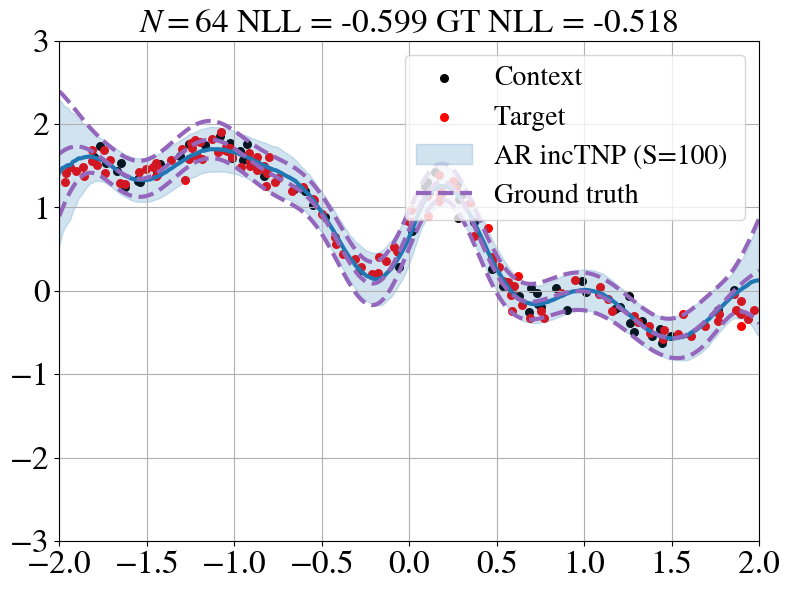 N = 64 NLL = -0.599 GT NLL = -0.518
Context
Target
AR incTNP (S=100)
Ground truth
3
2
1
0
−1
−2
−3
−2.0 −1.5 −1.0 −0.5 0.0 0.5 1.0 1.5 2.0